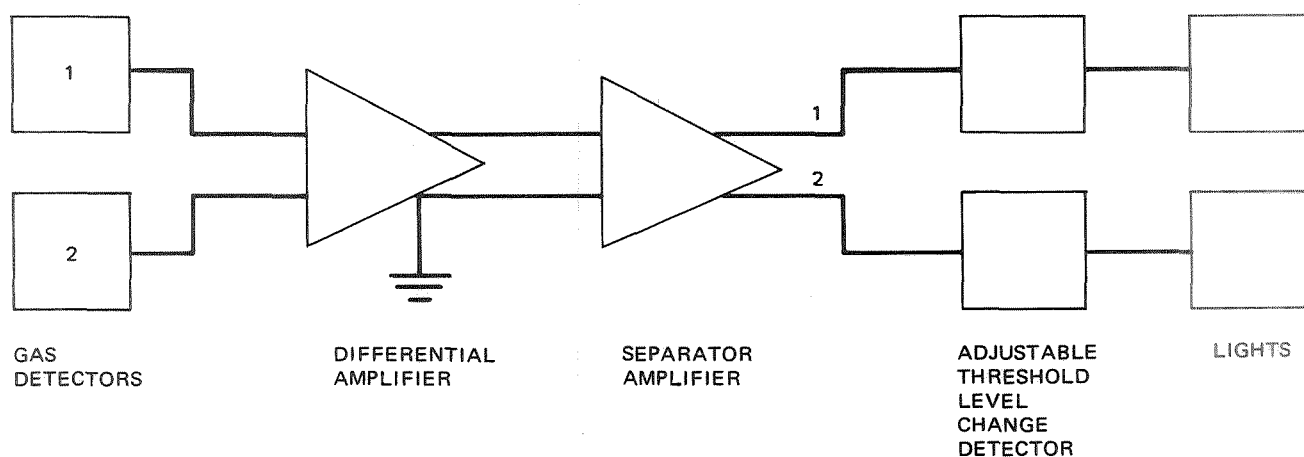 1
2
1
2
GAS
DETECTORS
DIFFERENTIAL
AMPLIFIER
SEPARATOR
AMPLIFIER
ADJUSTABLE
THRESHOLD
LEVEL
CHANGE
DETECTOR
LIGHTS